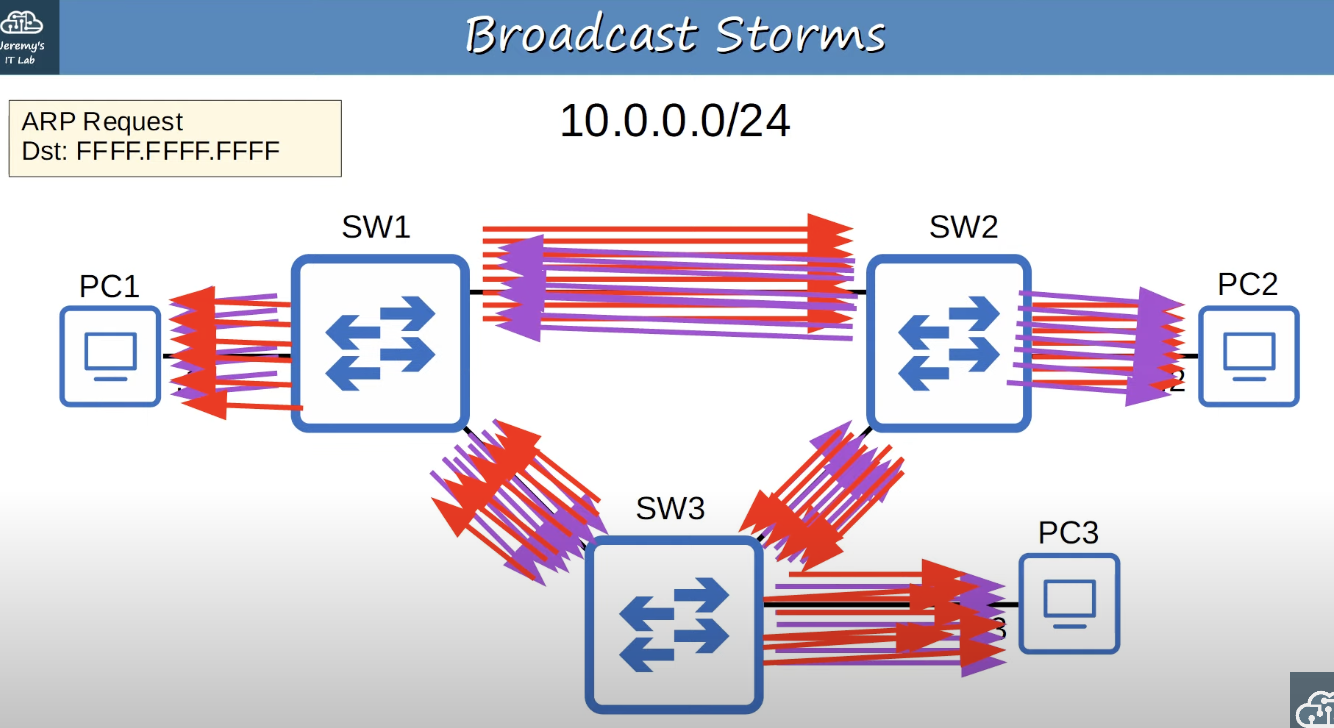 Broadcast Storms
Jeremy's
IT Lab
ARP Request
Dst: FFFF.FFFF.FFFF
10.0.0.0/24
SW1
SW2
PC1
PC2
SW3
PC3